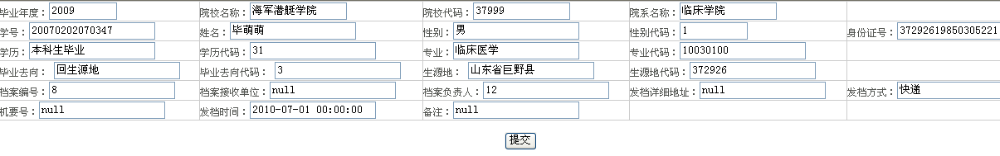 毕业年度：2009 院校名称：海军潜艇学院 院校代码：37999 院系名称：临床学院
学号：20070202070347 姓名：毕萌萌 性别：男 性别代码：1 身份证号：37292619850305221
学历：本科生毕业 学历代码：31 专业：临床医学 专业代码：10030100
毕业去向：回生源地 毕业去向代码：3 生源地：山东省巨野县 生源地代码：372926
档案编号：8 档案接收单位：null 档案负责人：12 发档详细地址：null 发档方式：快递
机要号：null 发档时间：2010-07-01 00:00:00 备注：null
提交